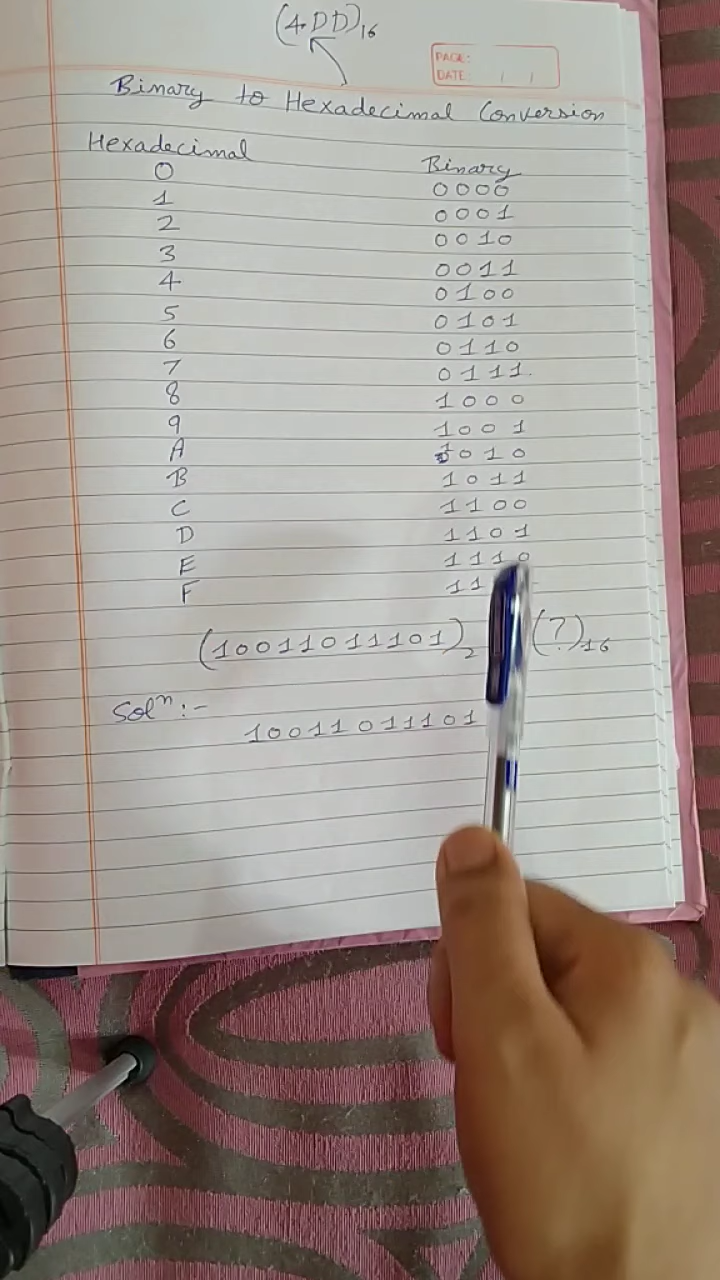 (4DD)16
PAGE:
DATE: / /
Binary to Hexadecimal Conversion
Hexadecimal Binary
0 0000
1 0001
2 0010
3 0011
4 0100
5 0101
6 0110
7 0111
8 1000
9 1001
A 1010
B 1011
C 1100
D 1101
E 1110
F 11
(10011011101)2 (?)16
Solⁿ :-
10011011101